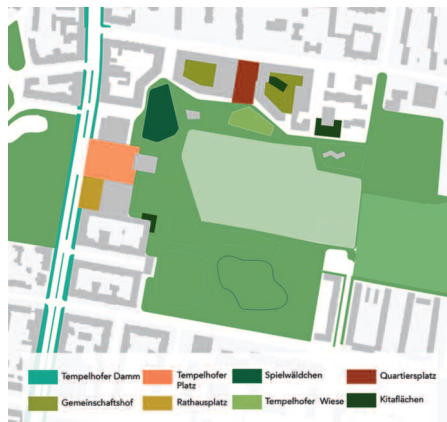 Tempelhofer Damm
Tempelhofer
Platz
Spielwäldchen
Quartiersplatz
Gemeinschaftshof
Rathausplatz
Tempelhofer Wiese
Kitaflächen